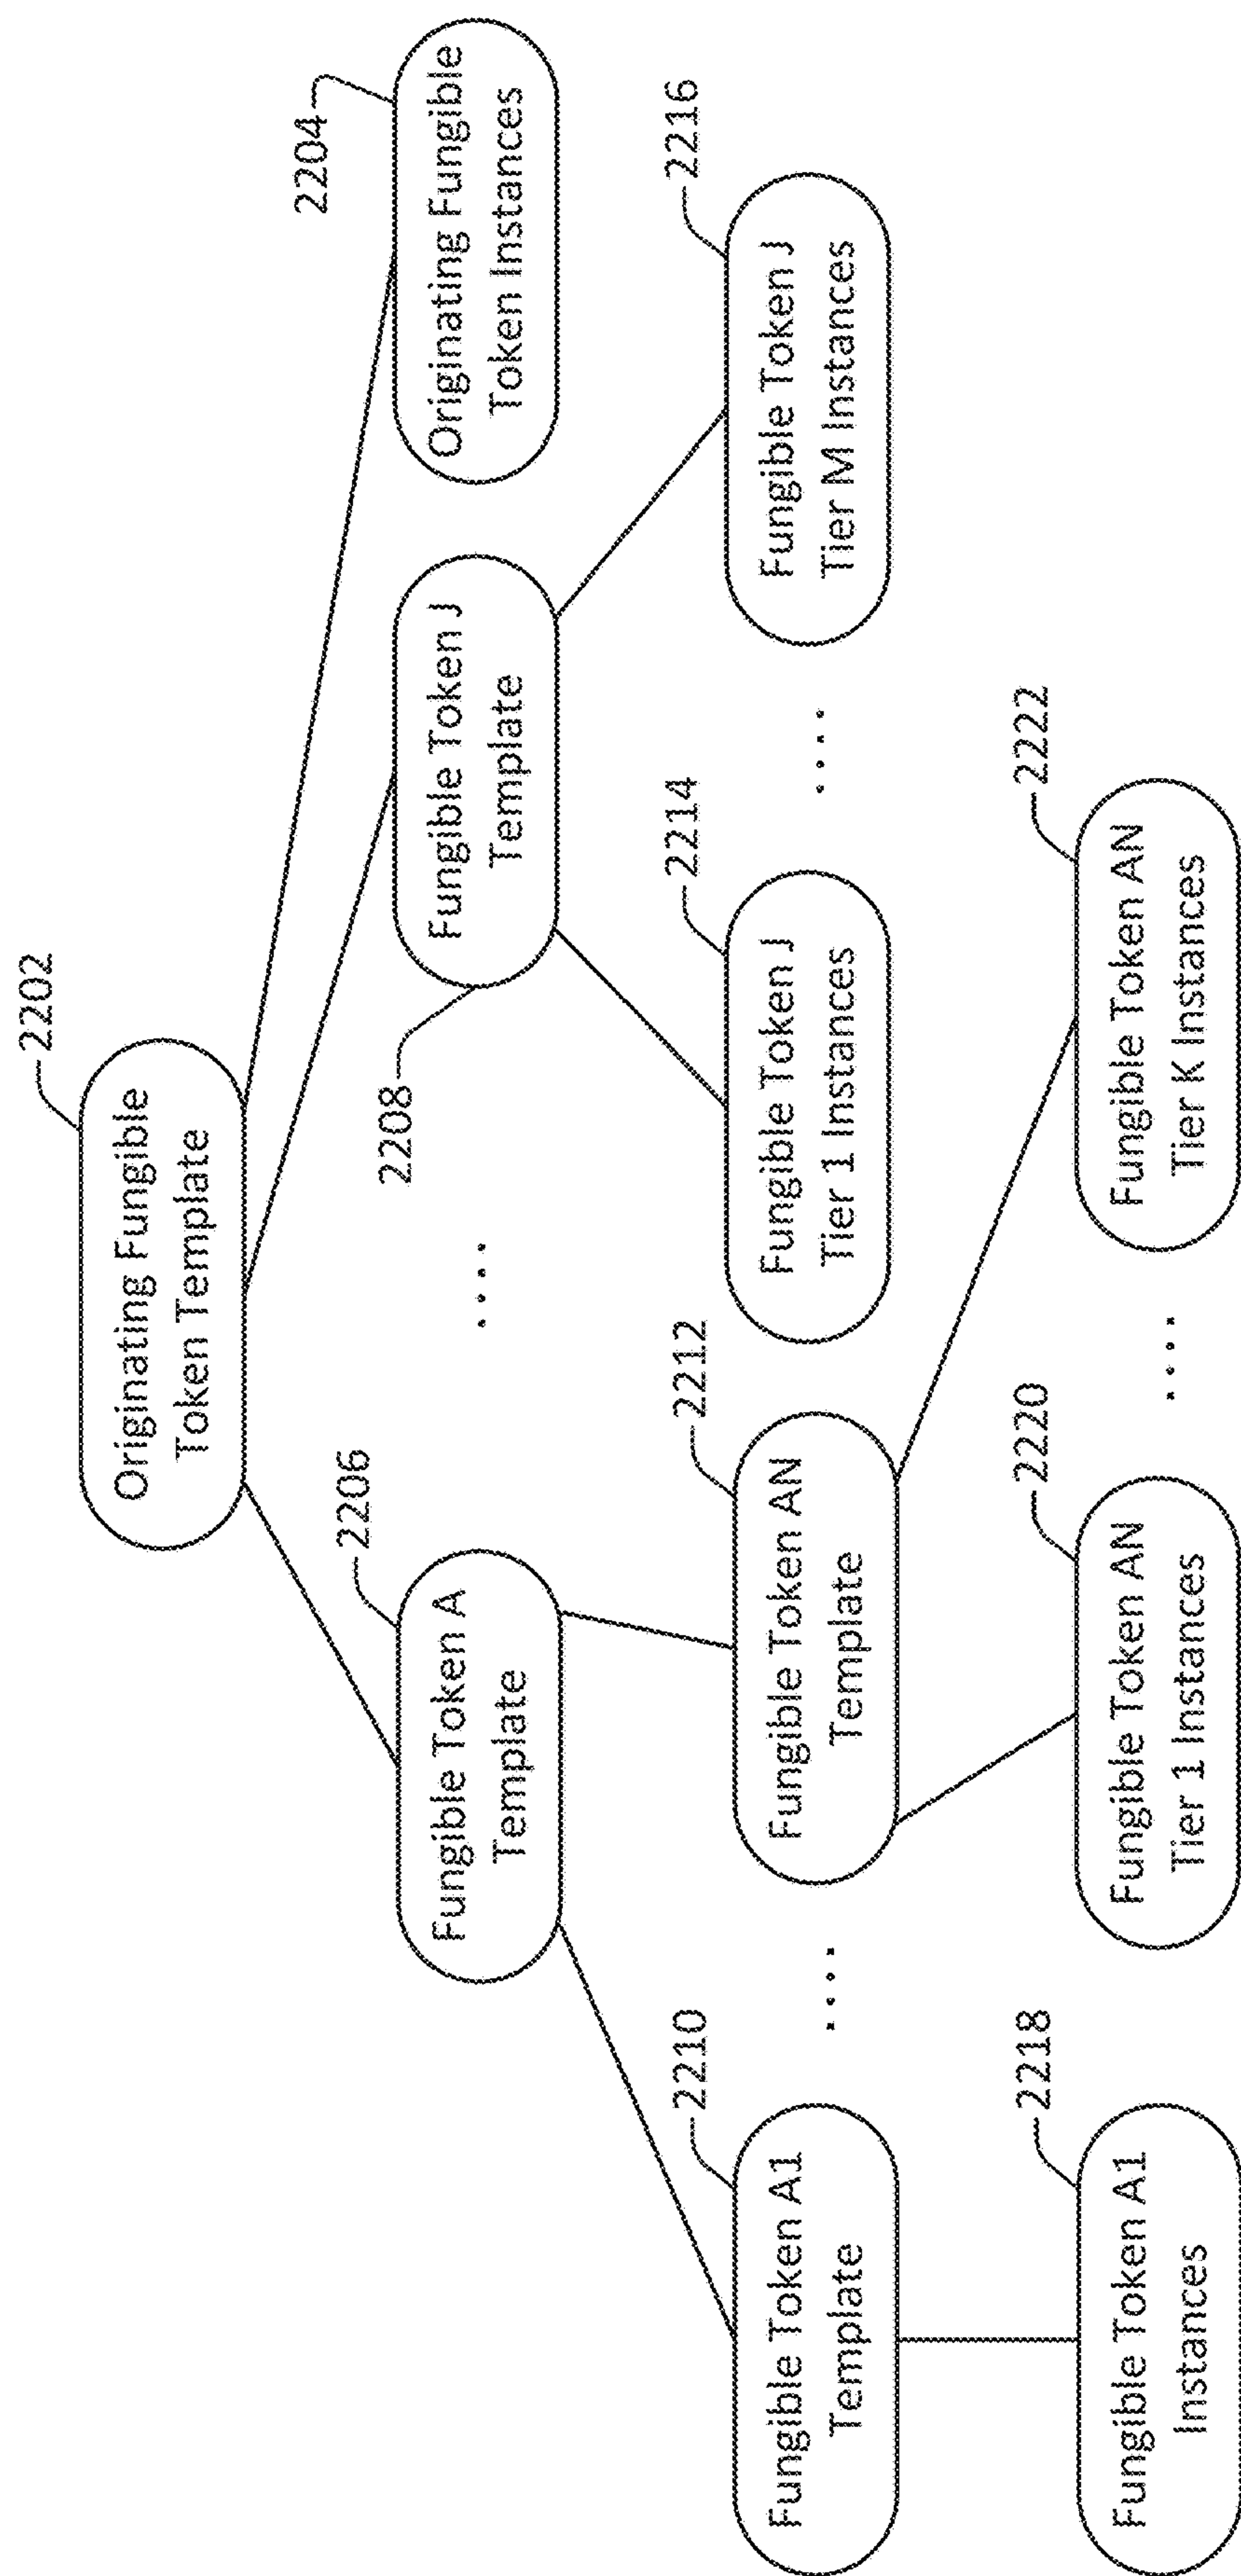 2202
Originating Fungible
Token Template
2206
Fungible Token A
Template
....
2208
Fungible Token J
Template
2204
Originating Fungible
Token Instances
2210
Fungible Token A1
Template
....
2212
Fungible Token AN
Template
2214
Fungible Token J
Tier 1 Instances
....
2216
Fungible Token J
Tier M Instances
2218
Fungible Token A1
Instances
2220
Fungible Token AN
Tier 1 Instances
....
2222
Fungible Token AN
Tier K Instances